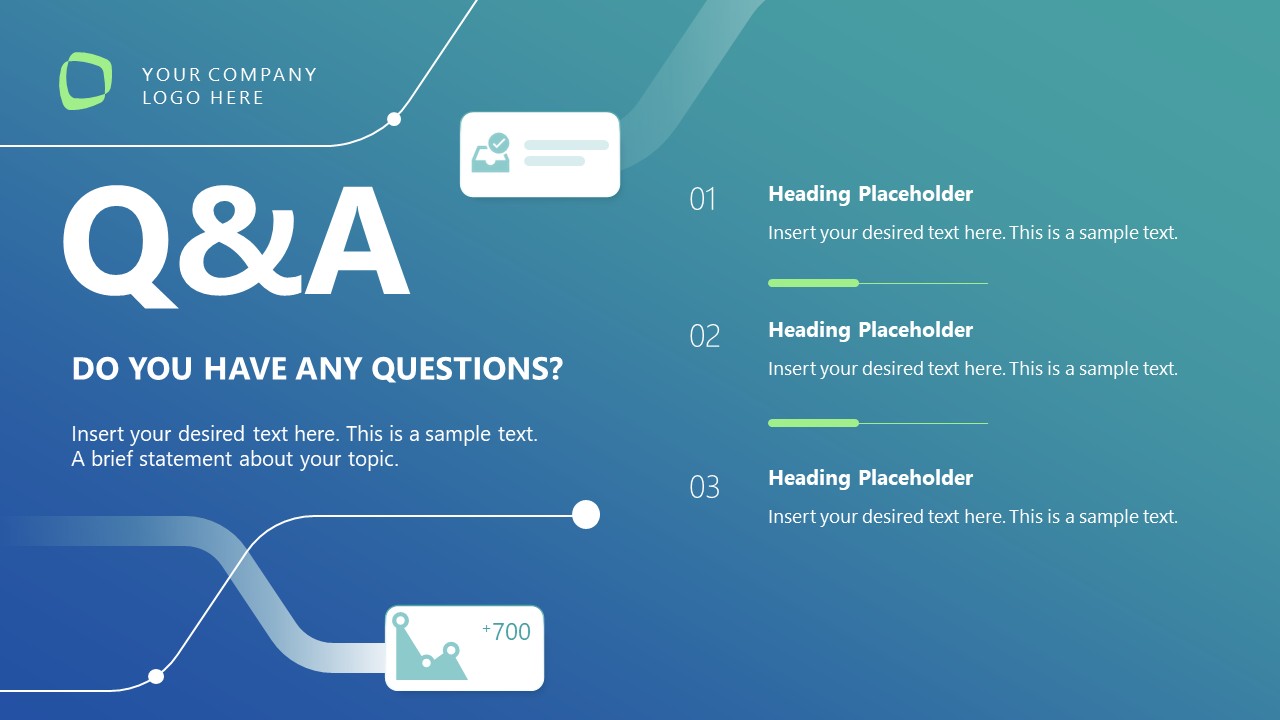 YOUR COMPANY
LOGO HERE
Q&A
DO YOU HAVE ANY QUESTIONS?
Insert your desired text here. This is a sample text.
A brief statement about your topic.
+700
01
Heading Placeholder
Insert your desired text here. This is a sample text.
02
Heading Placeholder
Insert your desired text here. This is a sample text.
03
Heading Placeholder
Insert your desired text here. This is a sample text.